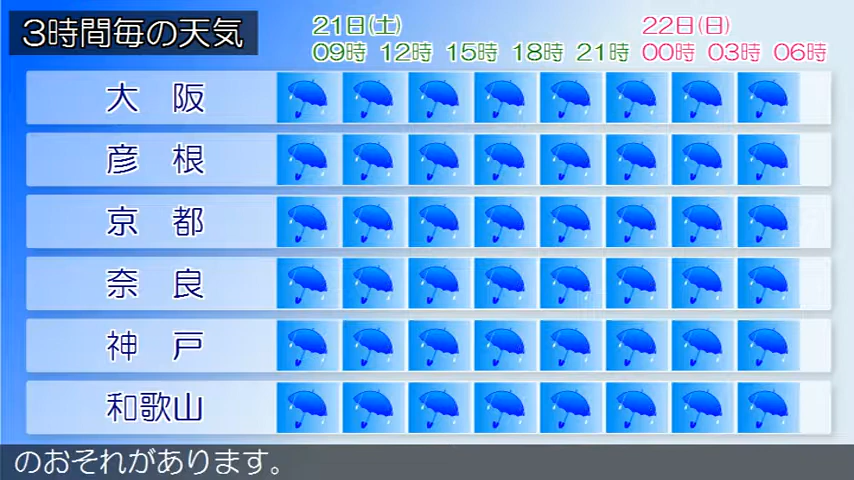 3時間毎の天気
21日(土) 22日(日)
09時 12時 15時 18時 21時 00時 03時 06時
大 阪
彦 根
京 都
奈 良
神 戸
和歌山
のおそれがあります。